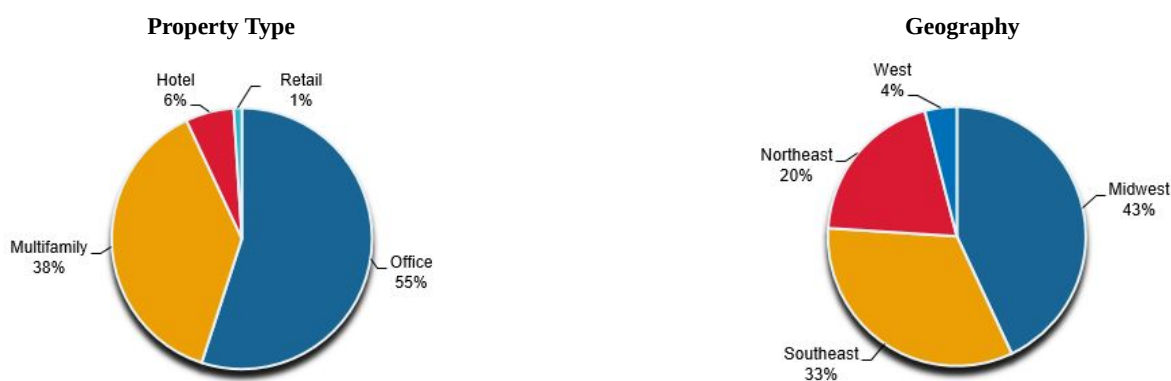 Property Type
Hotel
6%
Retail
1%
Multifamily
38%
Office
55%
Geography
West
4%
Northeast
20%
Midwest
43%
Southeast
33%